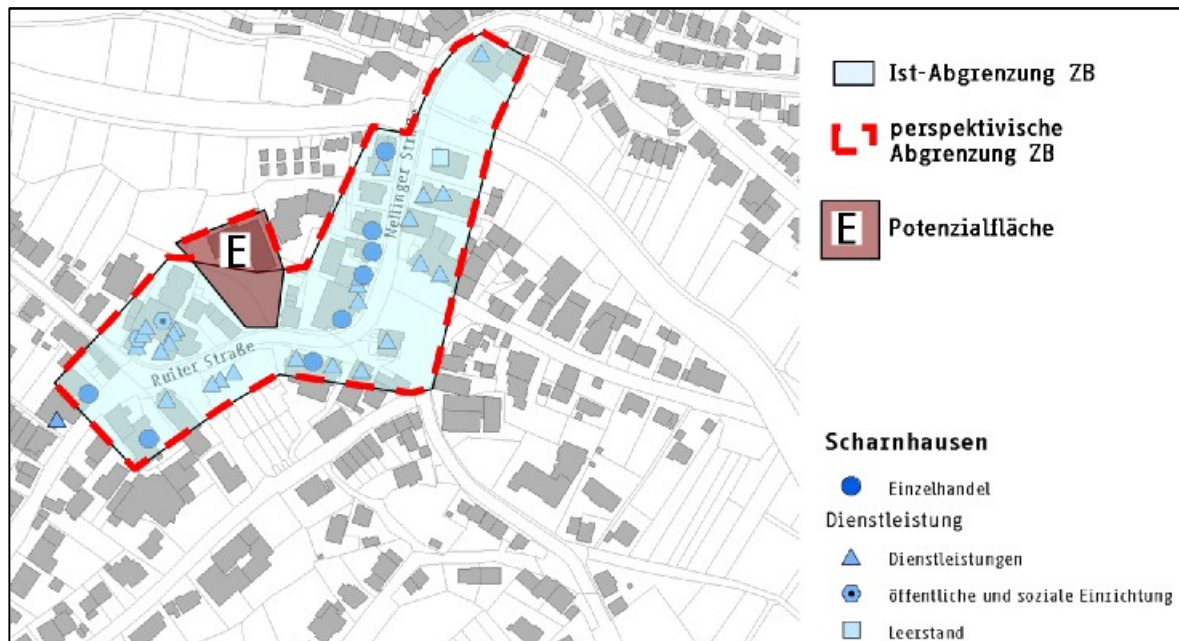 Nellinger Straße
E
Ruiter Straße
Ist-Abgrenzung ZB
perspektivische
Abgrenzung ZB
E
Potenzialfläche
Scharnhausen
Einzelhandel
Dienstleistung
Dienstleistungen
öffentliche und soziale Einrichtung
Leerstand